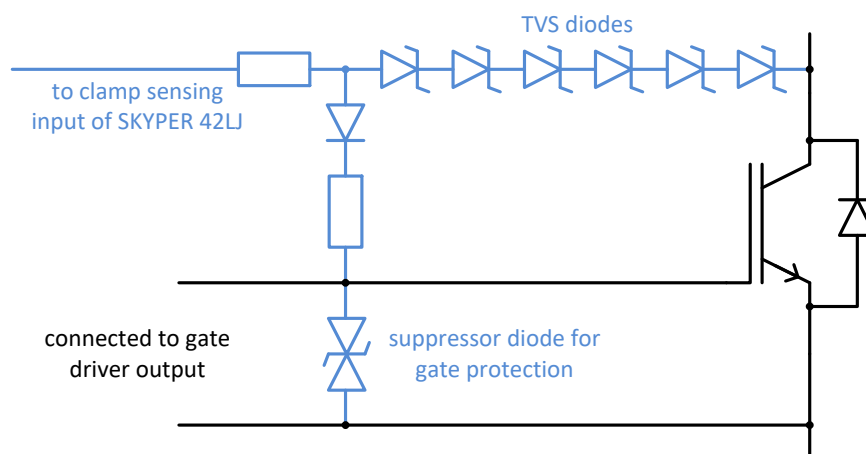 TVS diodes
to clamp sensing
input of SKYPER 42LJ
connected to gate
driver output
suppressor diode for
gate protection